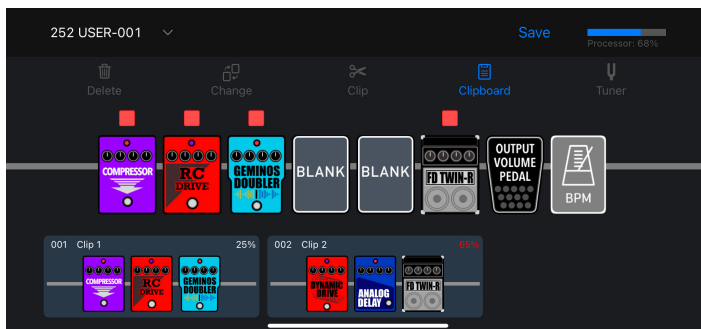 252 USER-001
Save
Processor: 68%
Delete
Change
Clip
Clipboard
Tuner
COMPRESSOR
RC
DRIVE
GEMINOS
DOUBLER
BLANK
BLANK
FD TWIN-R
OUTPUT
VOLUME
PEDAL
BPM
001 Clip 1 25%
COMPRESSOR
RC
DRIVE
GEMINOS
DOUBLER
002 Clip 2 65%
DYNAMIC
DRIVE
ANALOG
DELAY
FD TWIN-R